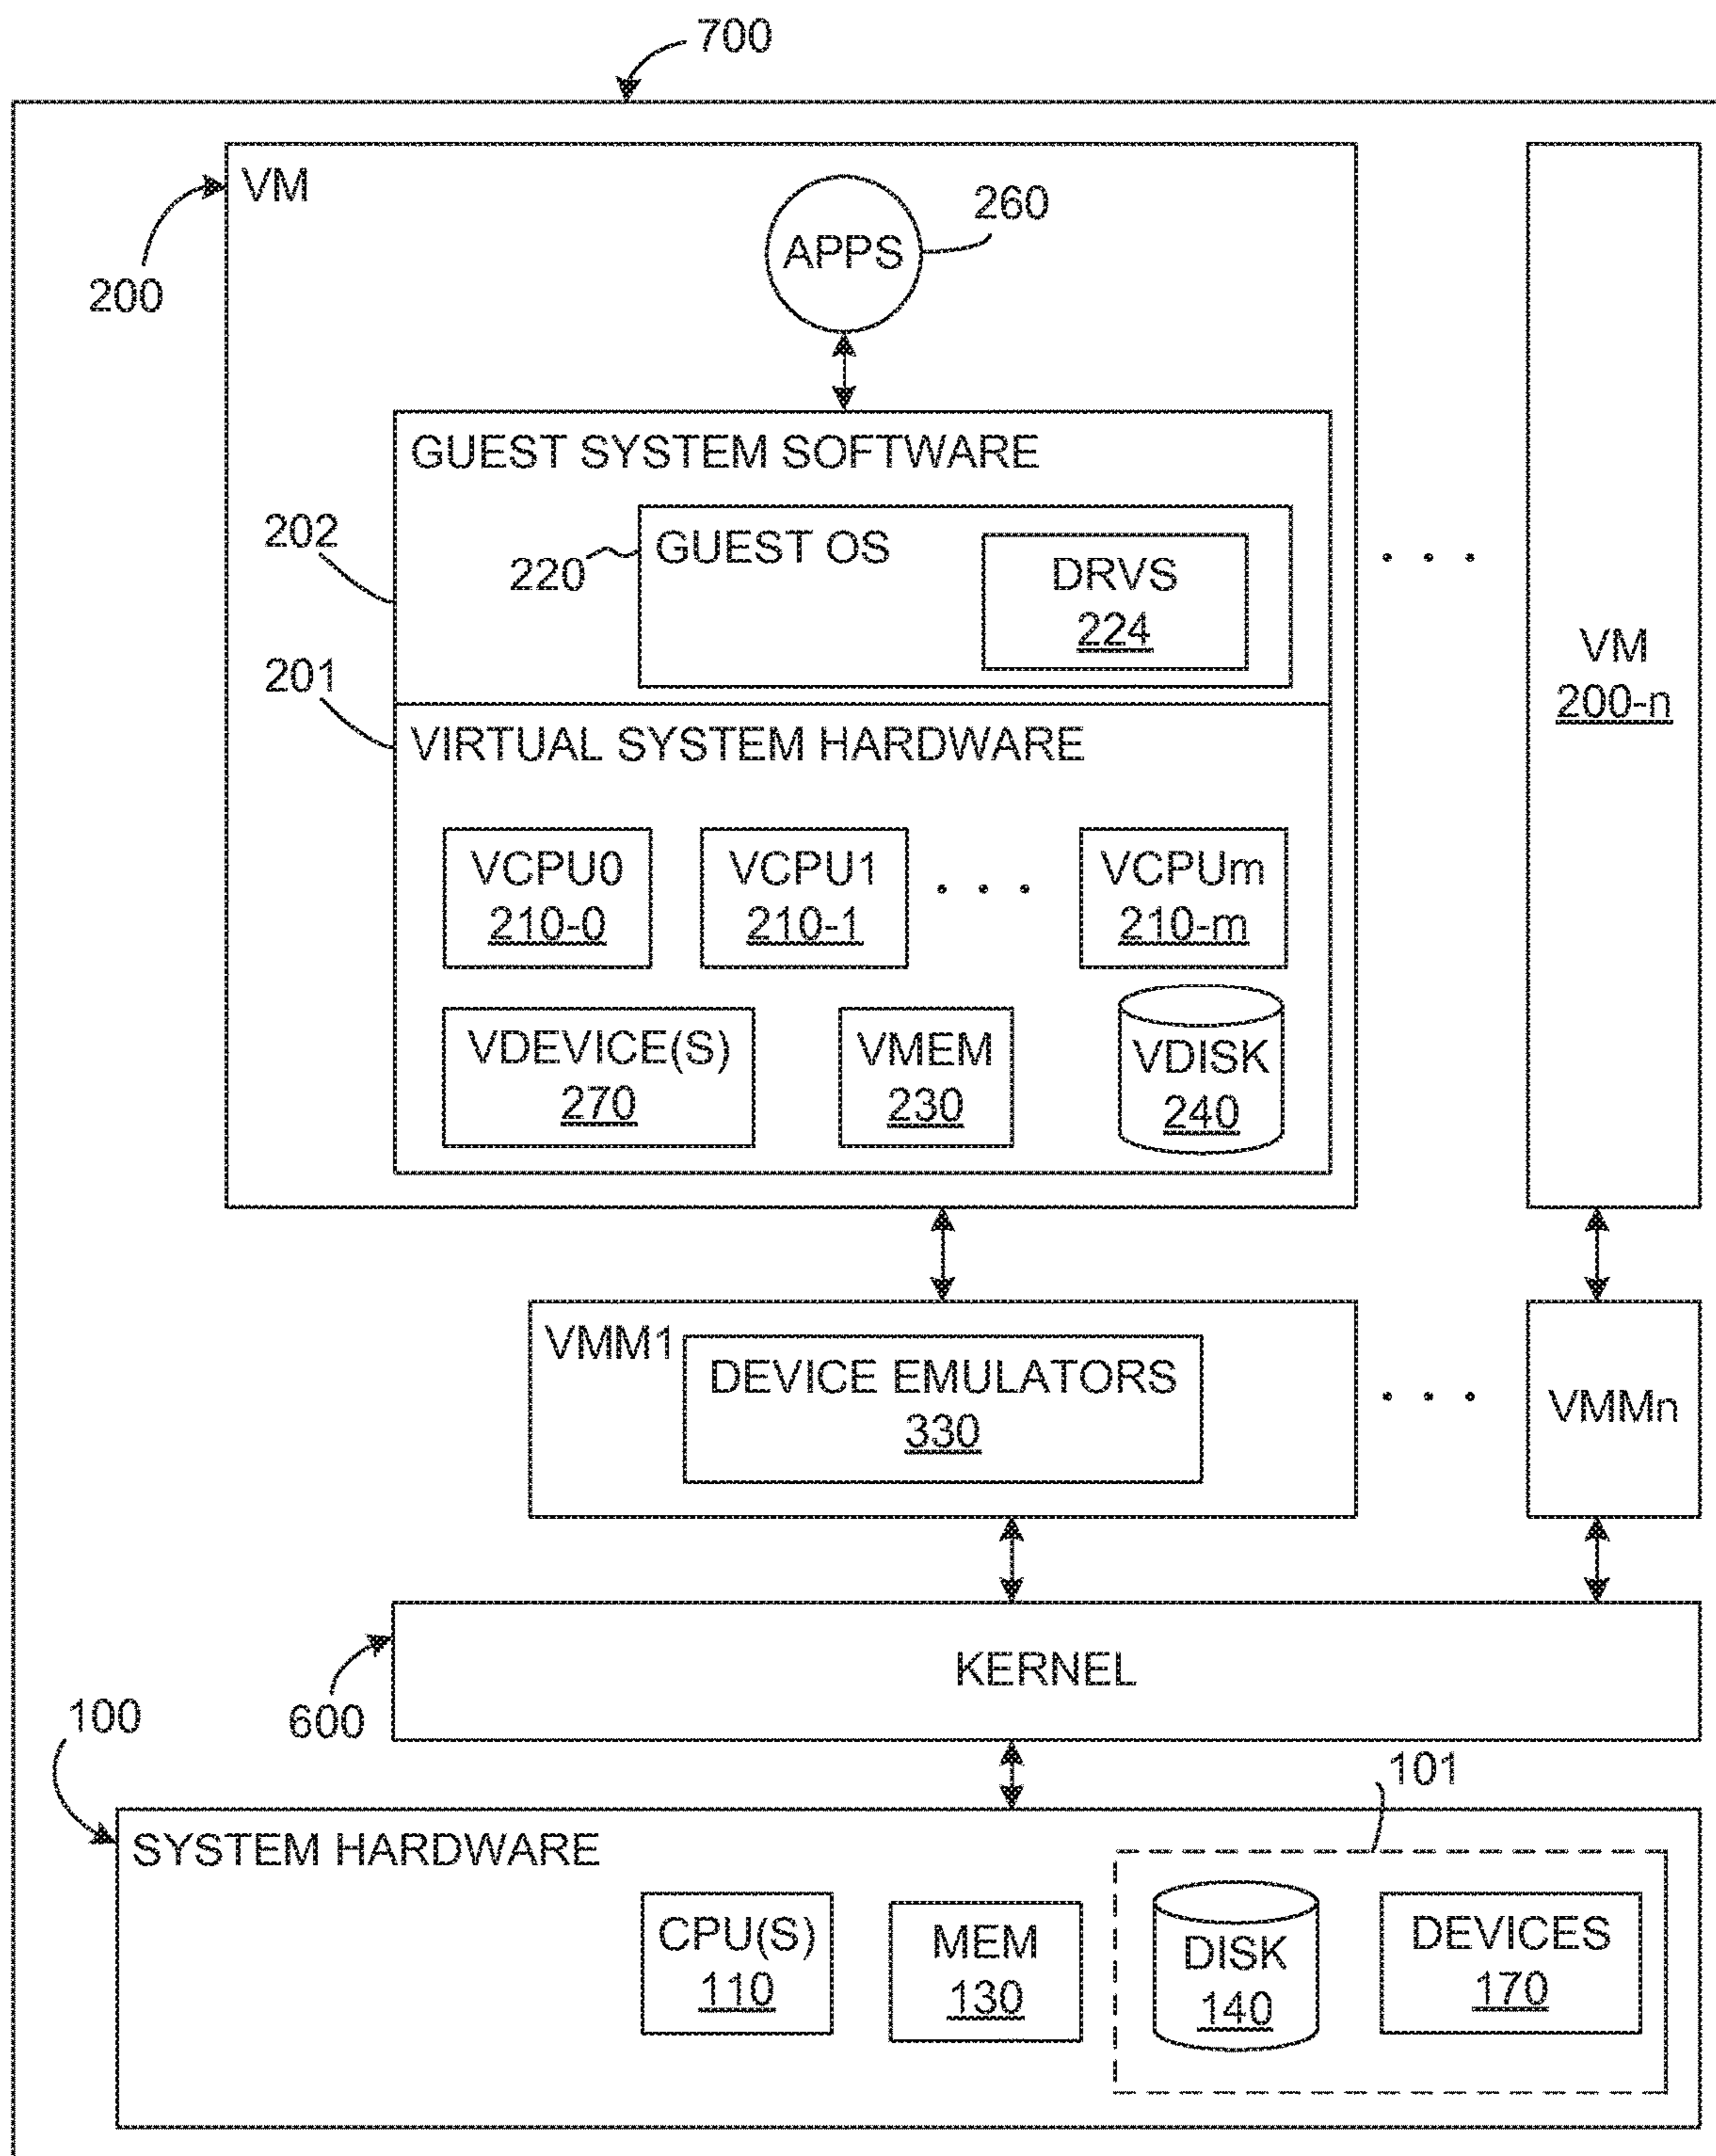 700
VM
200
APPS
260
GUEST SYSTEM SOFTWARE
202
220
GUEST OS
DRVS
224
. . .
VM
200-n
201
VIRTUAL SYSTEM HARDWARE
VCPU0
210-0
VCPU1
210-1
. . .
VCPUm
210-m
VDEVICE(S)
270
VMEM
230
VDISK
240
VMM1
DEVICE EMULATORS
330
. . .
VMMn
KERNEL
600
100
101
SYSTEM HARDWARE
CPU(S)
110
MEM
130
DISK
140
DEVICES
170